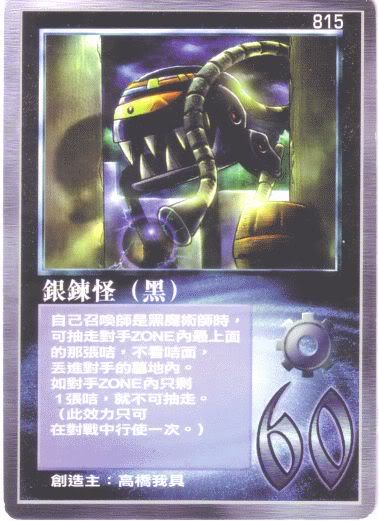 815
銀鍊怪（黑）
自己召喚師是黑魔術師時，
可抽走對手ZONE內最上面
的那張咭，不看咭面，
丟進對手的墓地內。
如對手ZONE內只剩
1張咭，就不可抽走。
（此效力只可
在對戰中行使一次。）
60
創造主：高橋我具